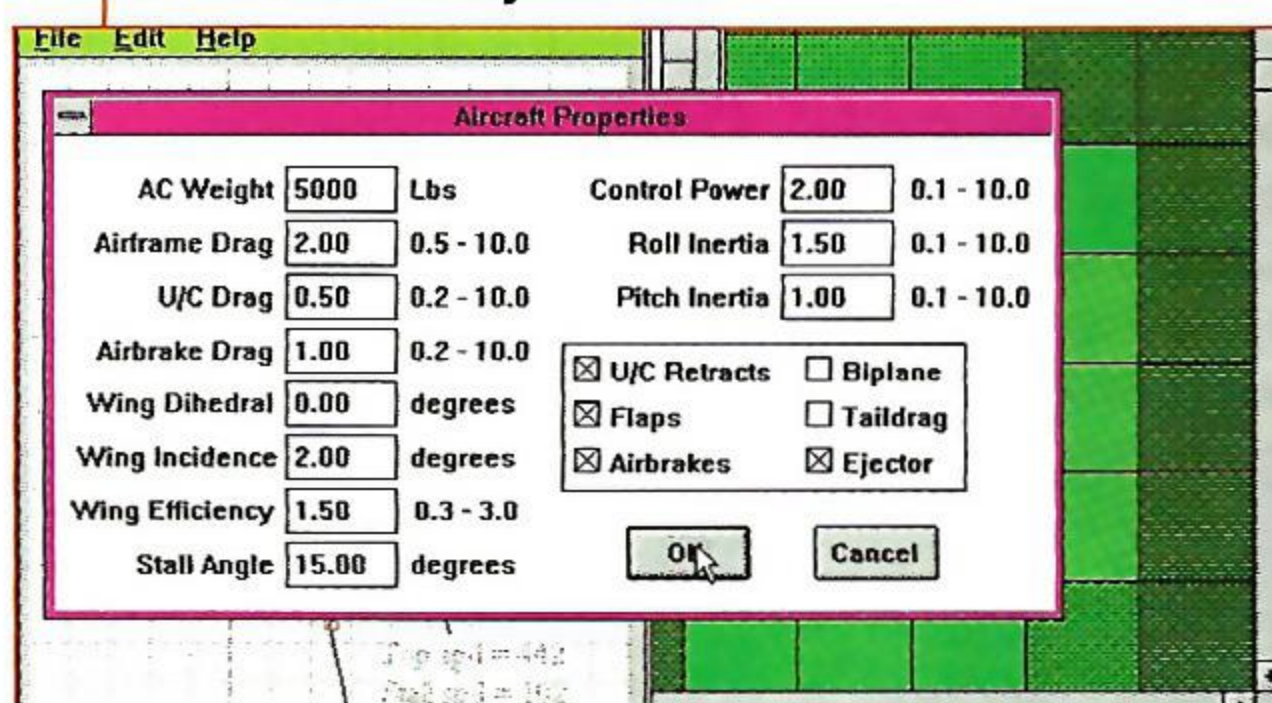 File Edit Help
Aircraft Properties
AC Weight 5000 Lbs
Airframe Drag 2.00 0.5 - 10.0
U/C Drag 0.50 0.2 - 10.0
Airbrake Drag 1.00 0.2 - 10.0
Wing Dihedral 0.00 degrees
Wing Incidence 2.00 degrees
Wing Efficiency 1.50 0.3 - 3.0
Stall Angle 15.00 degrees
Control Power 2.00 0.1 - 10.0
Roll Inertia 1.50 0.1 - 10.0
Pitch Inertia 1.00 0.1 - 10.0
U/C Retracts Biplane
Flaps Taildrag
Airbrakes Ejector
OK Cancel